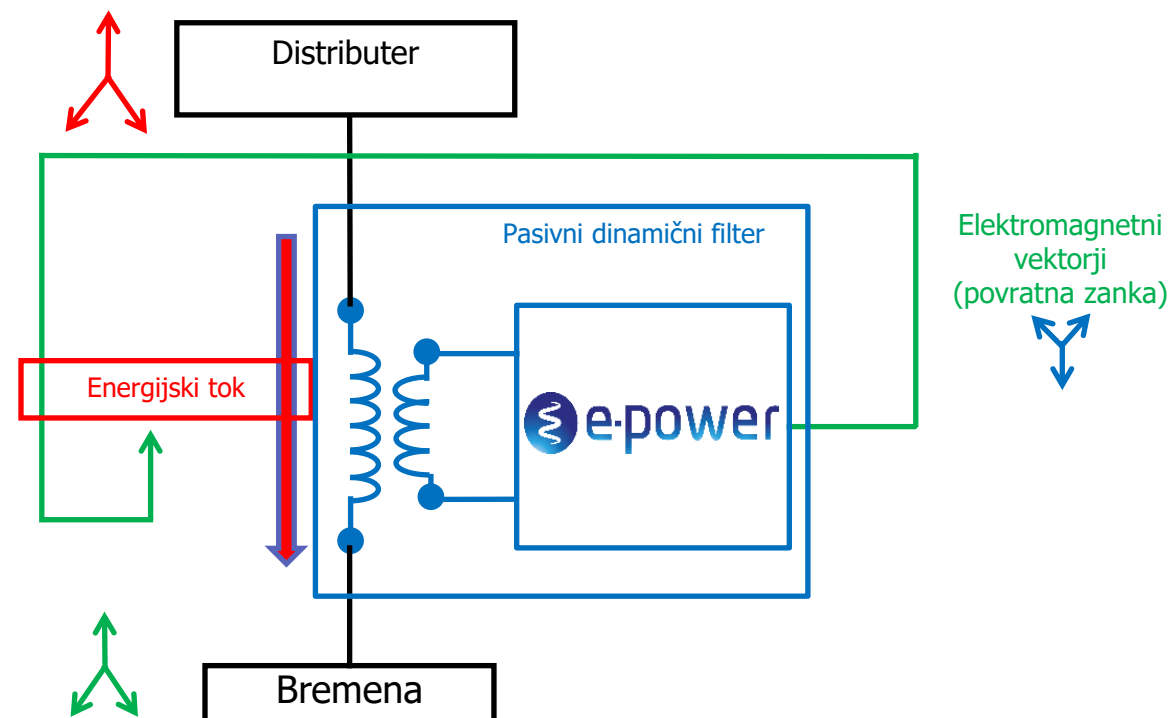 Distributer
Pasivni dinamični filter
Elektromagnetni
vektorji
(povratna zanka)
Energijski tok
e-power
Bremena